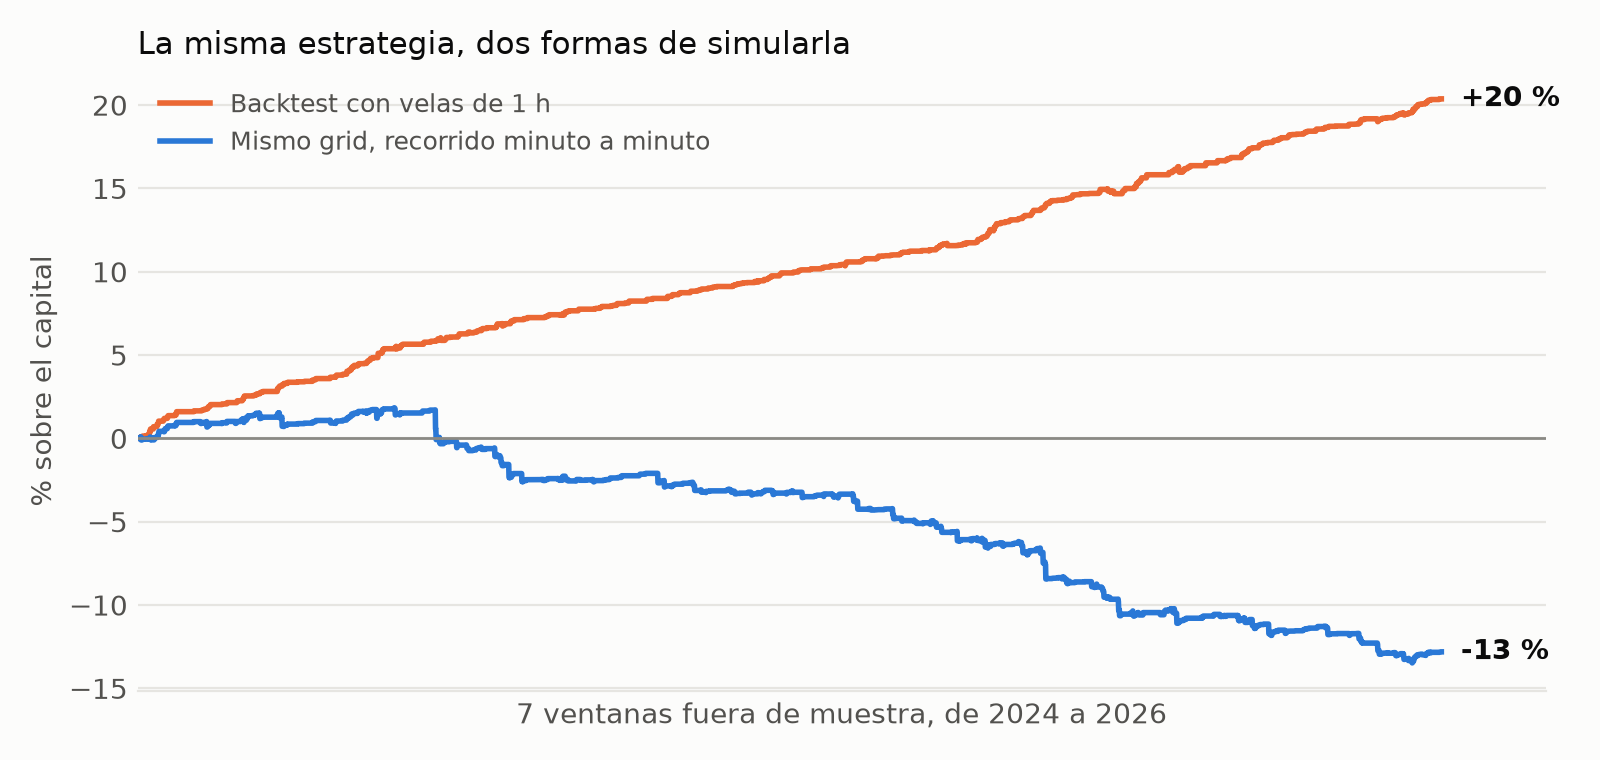 La misma estrategia, dos formas de simularla
Backtest con velas de 1 h
Mismo grid, recorrido minuto a minuto
+20 %
-13 %
% sobre el capital
20
15
10
5
0
−5
−10
−15
7 ventanas fuera de muestra, de 2024 a 2026